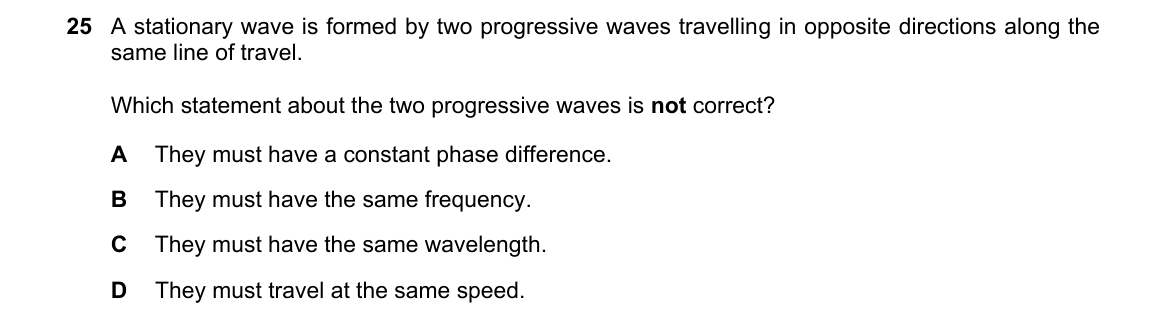 25 A stationary wave is formed by two progressive waves travelling in opposite directions along the
same line of travel.
Which statement about the two progressive waves is not correct?
A They must have a constant phase difference.
B They must have the same frequency.
C They must have the same wavelength.
D They must travel at the same speed.